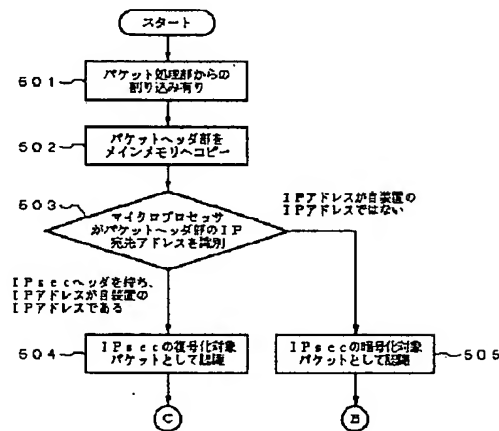 スタート
501
パケット処理部からの
割り込み有り
502
パケットヘッダ部を
メインメモリへコピー
503
マイクロプロセッサ
がパケットヘッダ部のIP
宛先アドレスを識別
IPアドレスが自装置の
IPアドレスではない
IPsecヘッダを持ち、
IPアドレスが自装置の
IPアドレスである
504
IPsecの復号化対象
パケットとして認識
IPsecの暗号化対象
パケットとして認識
505
C